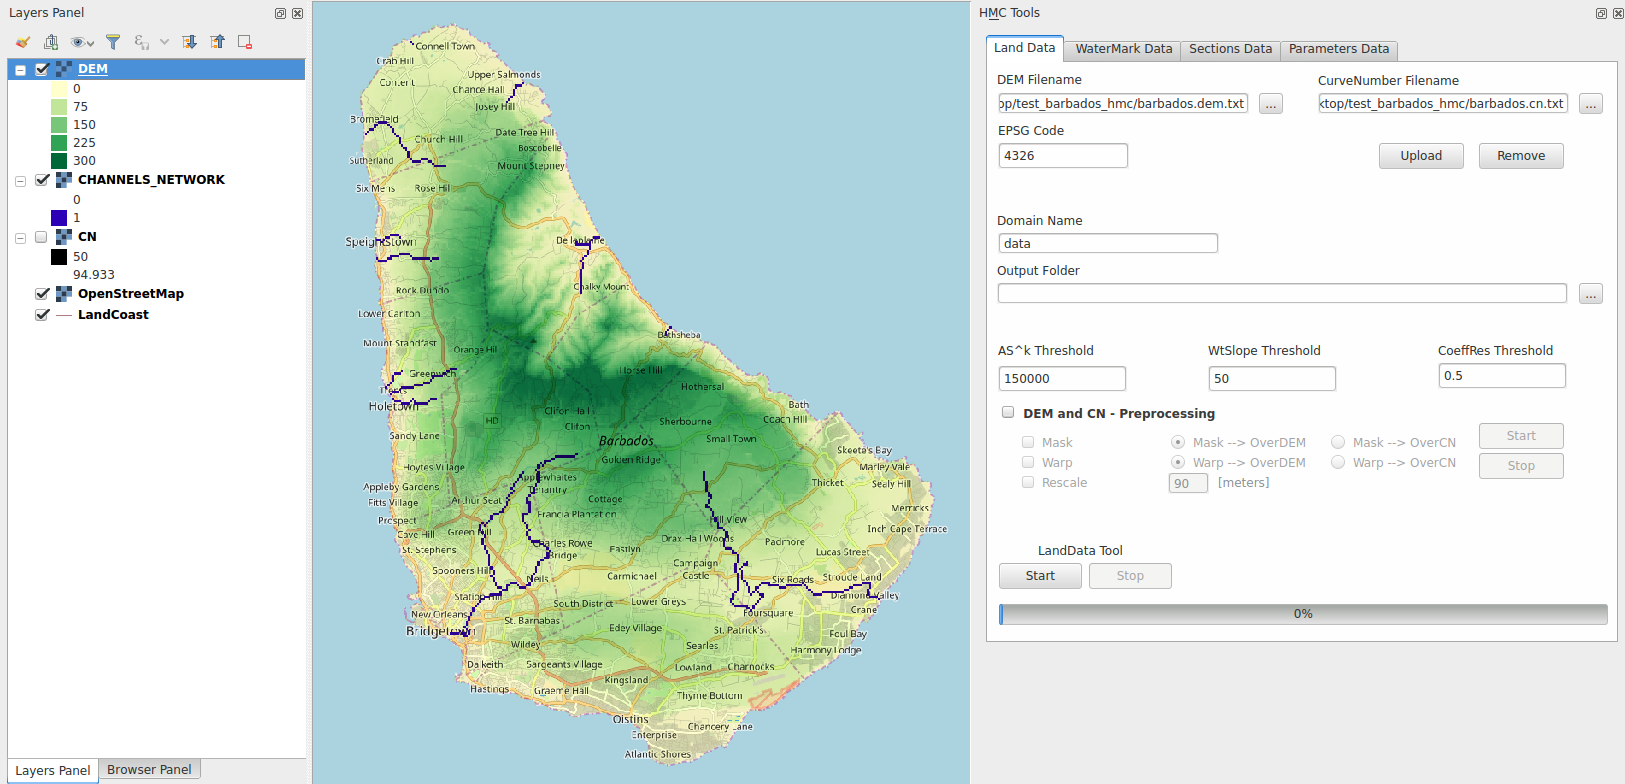 Layers Panel
DEM
0
75
150
225
300
CHANNELS_NETWORK
0
1
CN
50
94.933
OpenStreetMap
LandCoast
Layers Panel
Browser Panel
Connell Town
Crab Hill
Upper Salmonds
Content
Chance Hall
Josey Hill
Bromefield
Date Tree Hill
Church Hill
Boscobelle
Sutherland
Mount Stepney
Six Mens
Rose Hill
Speightstown
Chalky Mount
Rock Dundo
Lower Carlton
Bathsheba
Mount Standfast
Orange Hill
Greenwich
Horse Hill
Hothersal
Holetown
Bath
Clifton Hall
Coach Hill
HD
Clifton
Sherbourne
Sandy Lane
Barbados
Small Town
Skeete's Bay
Golden Ridge
Hoytes Village
Marley Vale
Applewhaites
Tenantry
Thicket
Sealy Hill
Appleby Gardens
Arthur Seat
Cottage
Fitts Village
Merricks
Francia Plantation
Prospect
Hill View
Inch Cape Terrace
Cave Hill
Green Hill
Drax Hall Woods
Padmore
Charles Rowe
Bridge
St. Stephens
Eastlyn
Lucas Street
Campaign
Castle
Spooners Hill
Neils
Carmichael
Six Roads
Stroude Land
Station Hill
South District
Lower Greys
Diamond Valley
New Orleans
St. Barnabas
Foursquare
Crane
Bridgetown
Edey Village
St. Patrick's
Foul Bay
Wildey
Searles
Harmony Lodge
Dalkeith
Sargeants Village
Lowland
Charnocks
Kingsland
Hastings
Graeme Hall
Thyme Bottom
Oistins
Chancery Lane
Enterprise
Atlantic Shores
HMC Tools
Land Data
WaterMark Data
Sections Data
Parameters Data
DEM Filename
CurveNumber Filename
op/test_barbados_hmc/barbados.dem.txt
...
ktop/test_barbados_hmc/barbados.cn.txt
...
EPSG Code
4326
Upload
Remove
Domain Name
data
Output Folder
...
AS^k Threshold
WtSlope Threshold
CoeffRes Threshold
150000
50
0.5
DEM and CN - Preprocessing
Mask
Mask --> OverDEM
Mask --> OverCN
Start
Warp
Warp --> OverDEM
Warp --> OverCN
Stop
Rescale
90
[meters]
LandData Tool
Start
Stop
0%